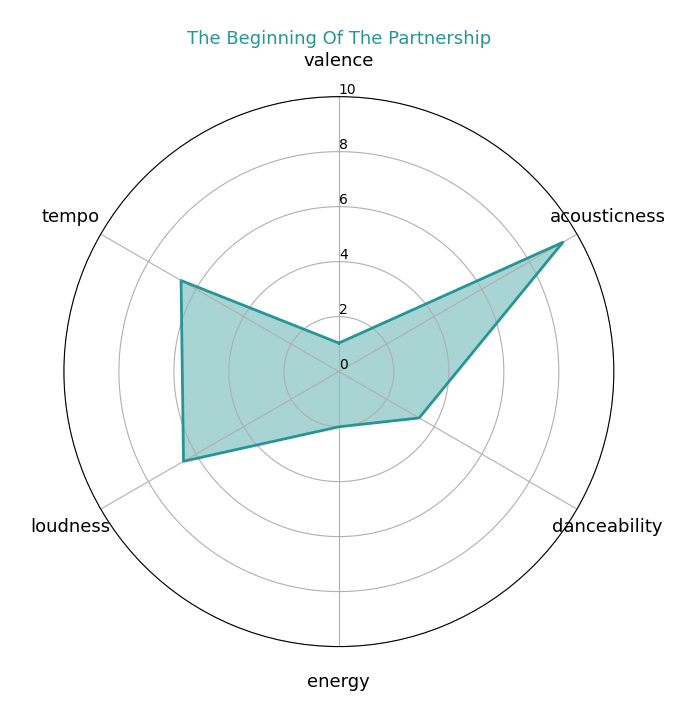 The Beginning Of The Partnership
valence
10
8
6
4
2
0
tempo
acousticness
loudness
danceability
energy